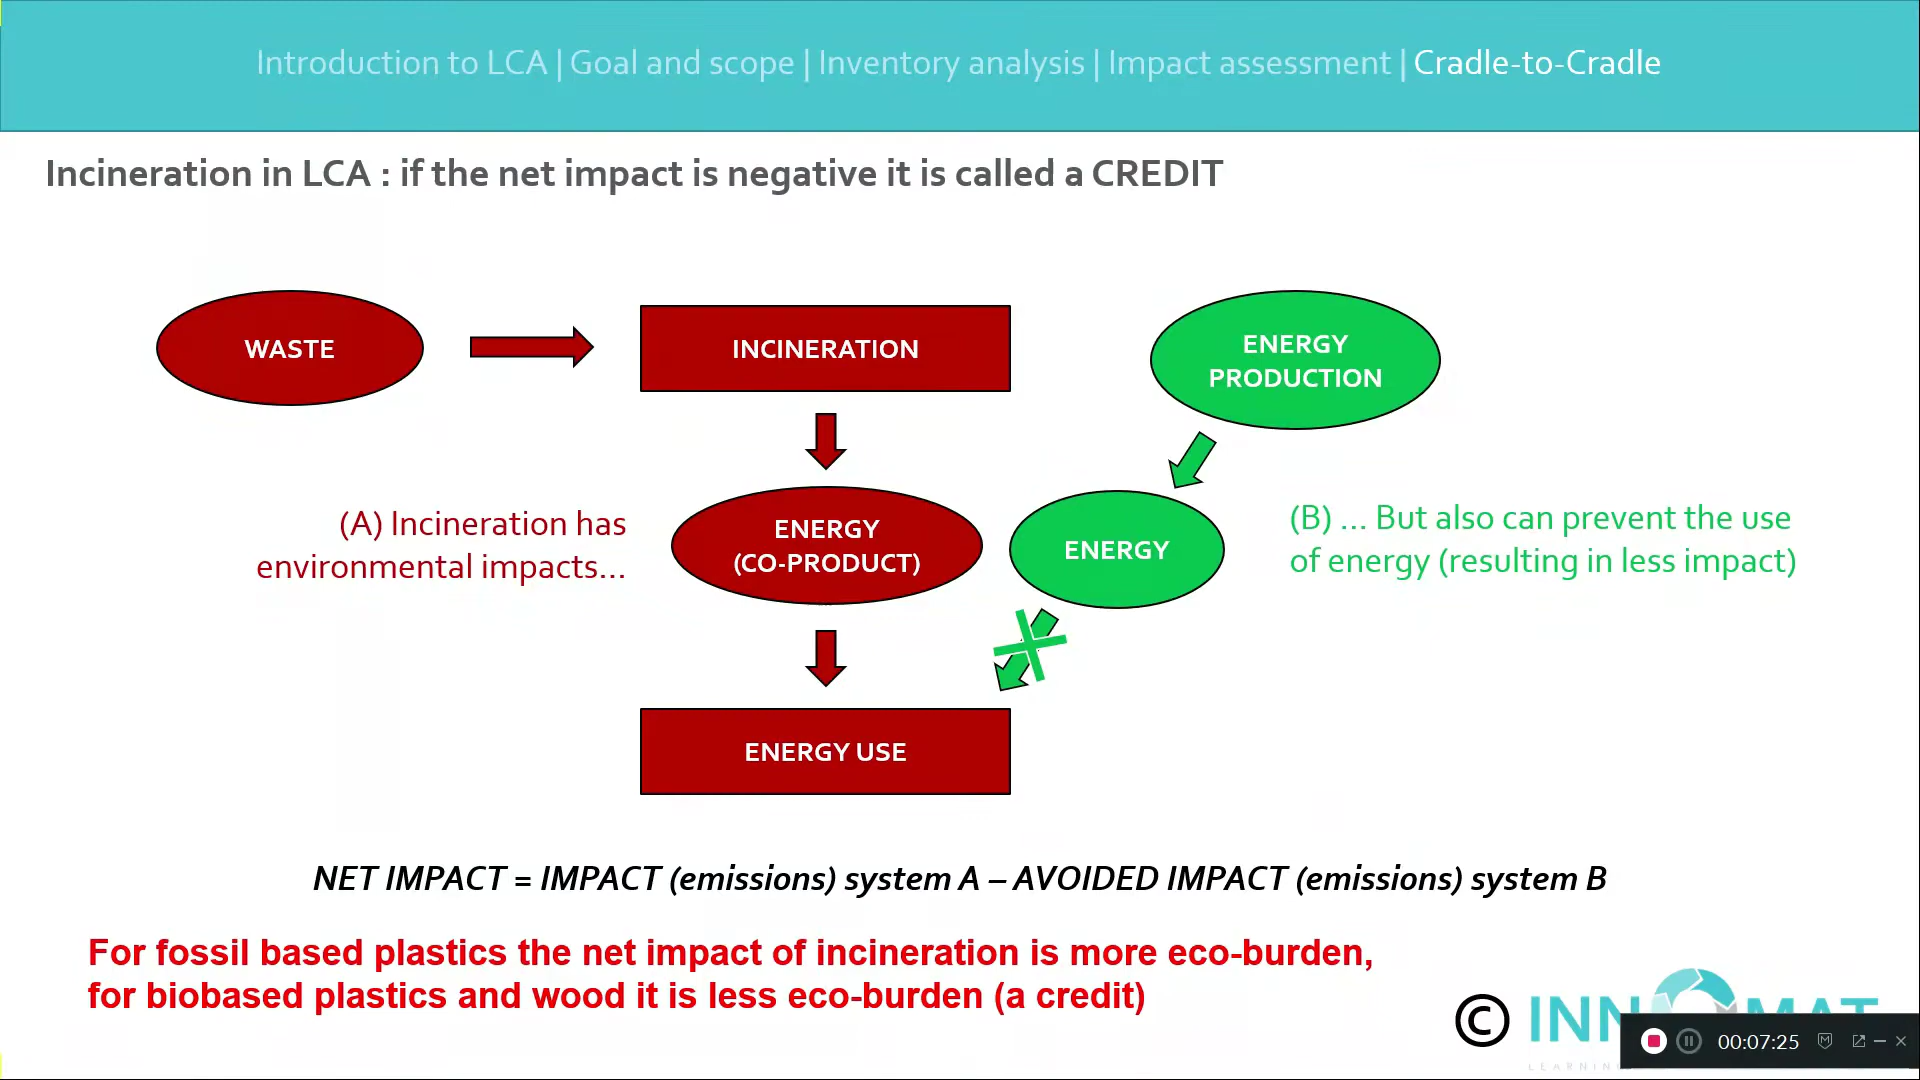 Introduction to LCA | Goal and scope | Inventory analysis | Impact assessment | Cradle-to-Cradle
Incineration in LCA : if the net impact is negative it is called a CREDIT
WASTE
INCINERATION
ENERGY
PRODUCTION
(A) Incineration has
environmental impacts...
ENERGY
(CO-PRODUCT)
ENERGY
(B) ... But also can prevent the use
of energy (resulting in less impact)
ENERGY USE
NET IMPACT = IMPACT (emissions) system A – AVOIDED IMPACT (emissions) system B
For fossil based plastics the net impact of incineration is more eco-burden,
for biobased plastics and wood it is less eco-burden (a credit)
© INNOMAT
00:07:25